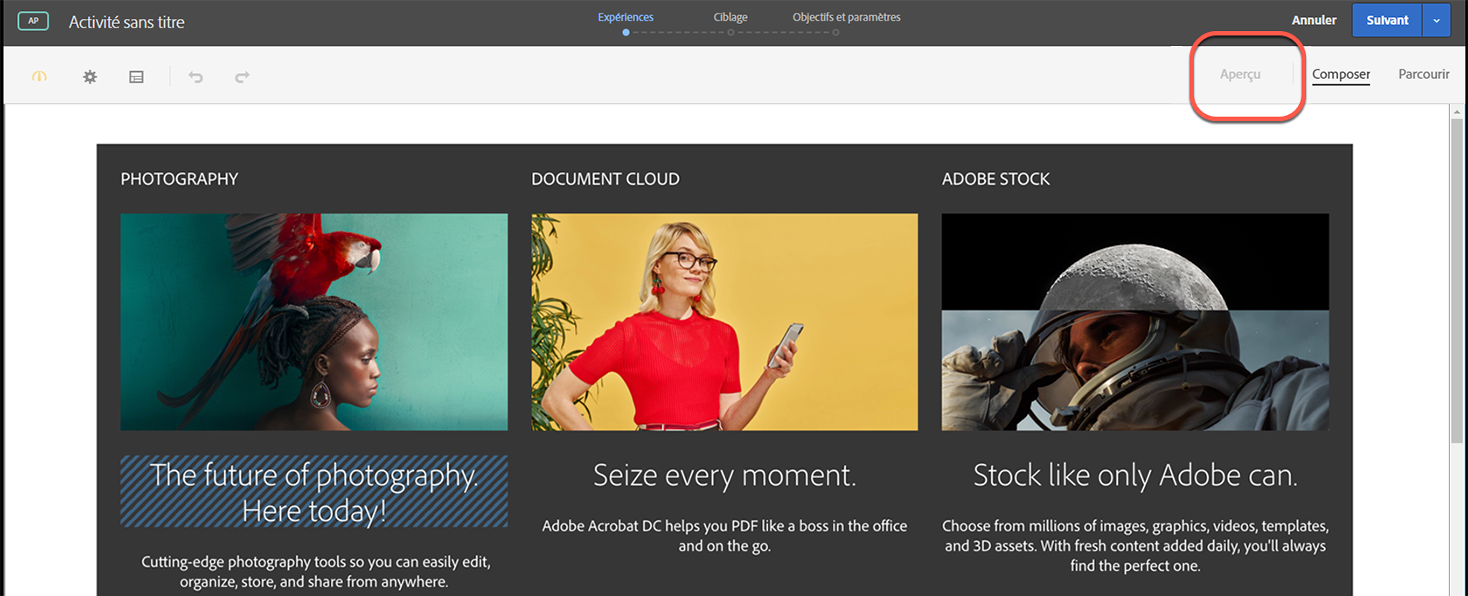 AP
Activité sans titre
Expériences
Ciblage
Objectifs et paramètres
Annuler
Suivant
Aperçu
Composer
Parcourir
PHOTOGRAPHY
DOCUMENT CLOUD
ADOBE STOCK
The future of photography.
Here today!
Cutting-edge photography tools so you can easily edit,
organize, store, and share from anywhere.
Seize every moment.
Adobe Acrobat DC helps you PDF like a boss in the office
and on the go.
Stock like only Adobe can.
Choose from millions of images, graphics, videos, templates,
and 3D assets. With fresh content added daily, you'll always
find the perfect one.